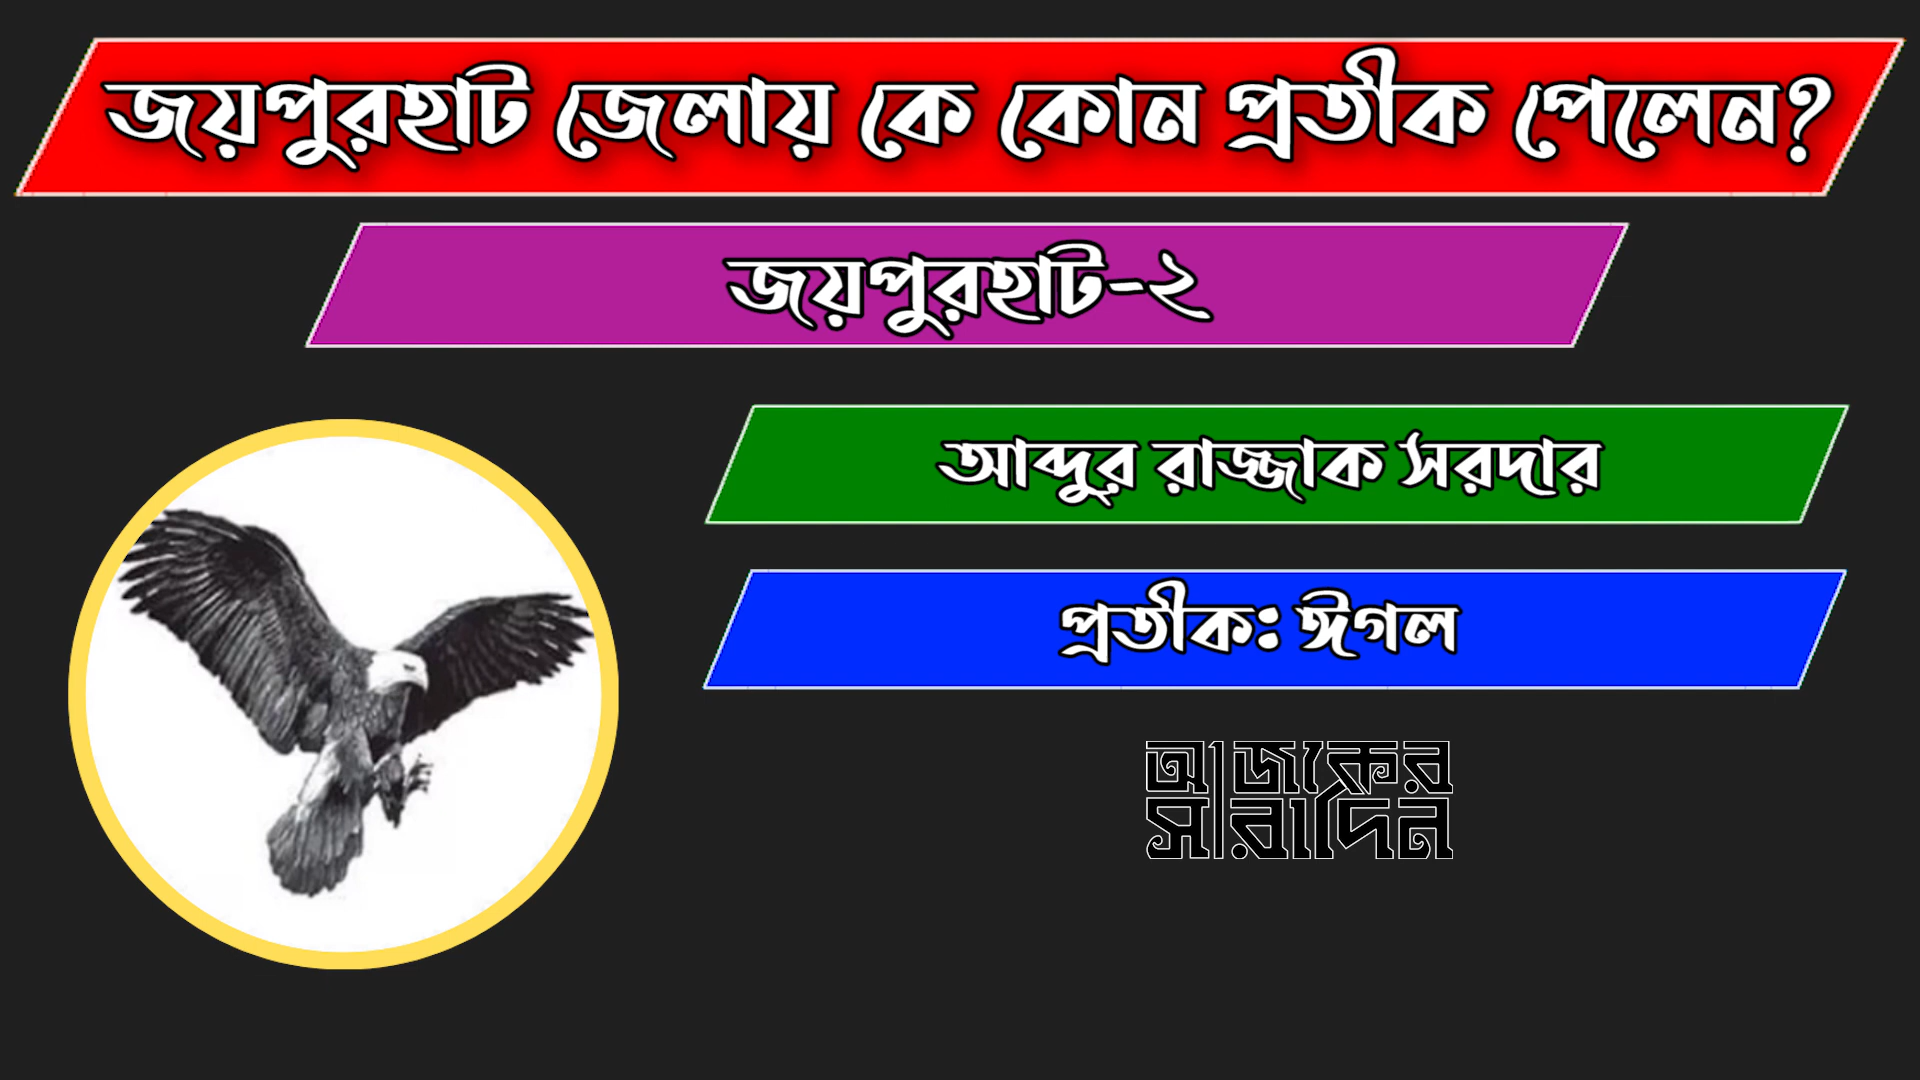 জয়পুরহাট জেলায় কে কোন প্রতীক পেলেন?
জয়পুরহাট-২
আব্দুর রাজ্জাক সরদার
প্রতীক: ঈগল
আজকের
সারাদিন